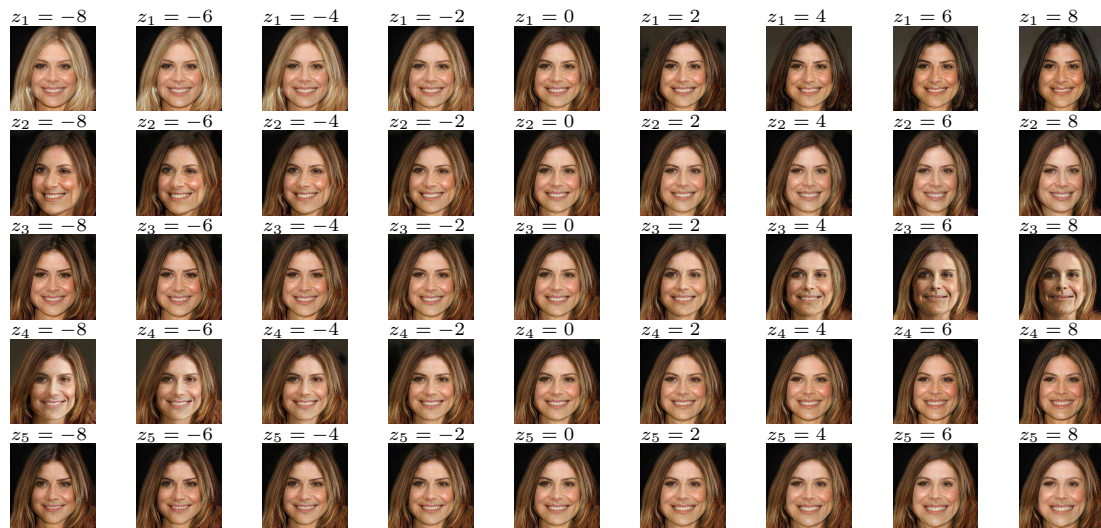 z₁ = −8 z₁ = −6 z₁ = −4 z₁ = −2 z₁ = 0 z₁ = 2 z₁ = 4 z₁ = 6 z₁ = 8
z₂ = −8 z₂ = −6 z₂ = −4 z₂ = −2 z₂ = 0 z₂ = 2 z₂ = 4 z₂ = 6 z₂ = 8
z₃ = −8 z₃ = −6 z₃ = −4 z₃ = −2 z₃ = 0 z₃ = 2 z₃ = 4 z₃ = 6 z₃ = 8
z₄ = −8 z₄ = −6 z₄ = −4 z₄ = −2 z₄ = 0 z₄ = 2 z₄ = 4 z₄ = 6 z₄ = 8
z₅ = −8 z₅ = −6 z₅ = −4 z₅ = −2 z₅ = 0 z₅ = 2 z₅ = 4 z₅ = 6 z₅ = 8